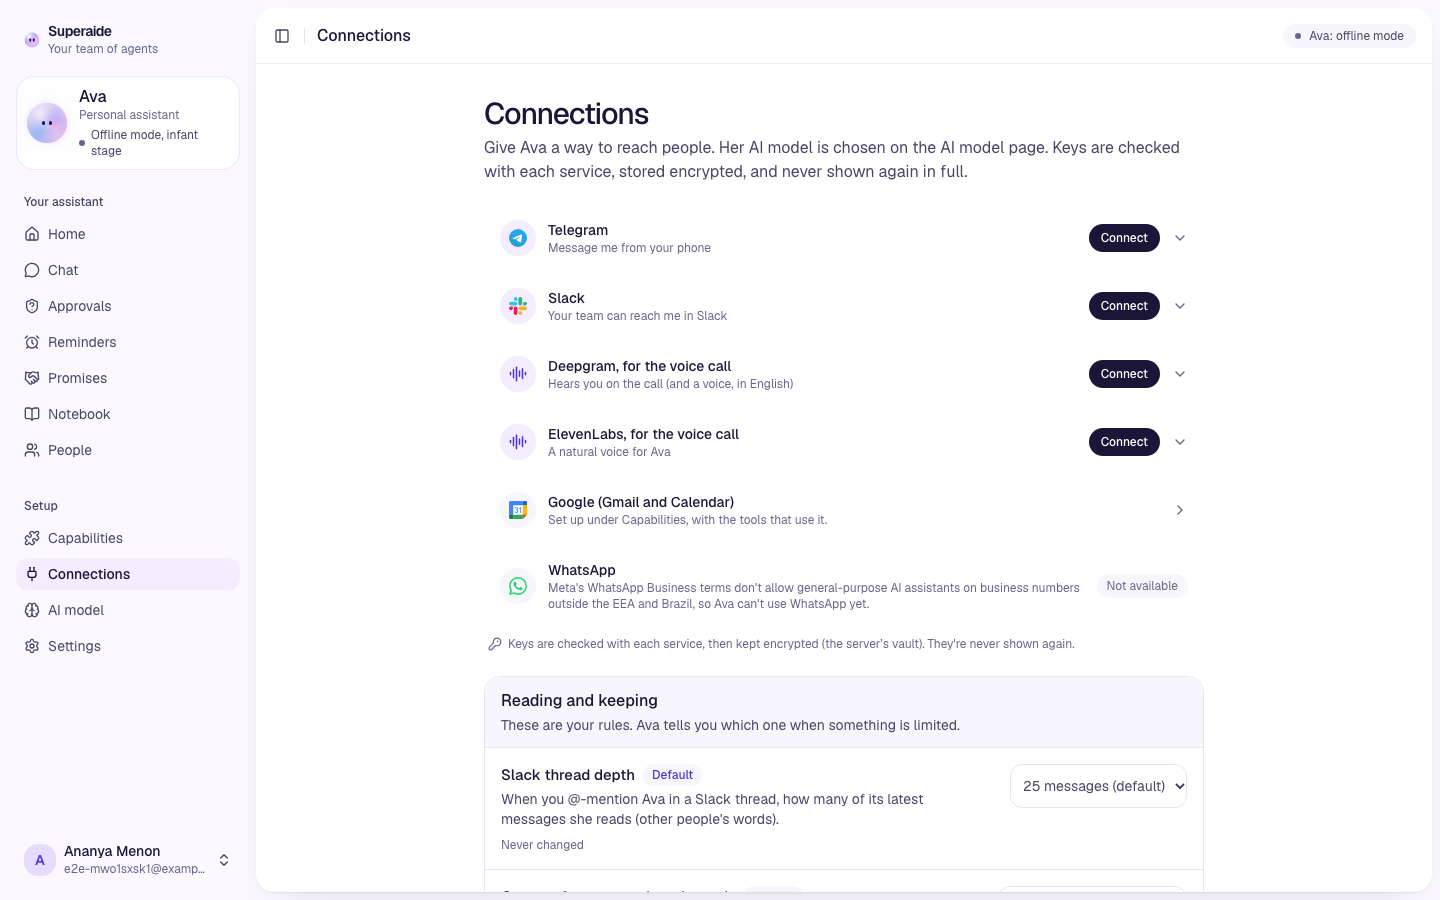 Superaide
Your team of agents
Ava
Personal assistant
Offline mode, infant
stage
Your assistant
Home
Chat
Approvals
Reminders
Promises
Notebook
People
Setup
Capabilities
Connections
AI model
Settings
A
Ananya Menon
e2e-mwo1sxsk1@examp...
Connections
Ava: offline mode
Connections
Give Ava a way to reach people. Her AI model is chosen on the AI model page. Keys are checked
with each service, stored encrypted, and never shown again in full.
Telegram
Message me from your phone
Connect
Slack
Your team can reach me in Slack
Connect
Deepgram, for the voice call
Hears you on the call (and a voice, in English)
Connect
ElevenLabs, for the voice call
A natural voice for Ava
Connect
31
Google (Gmail and Calendar)
Set up under Capabilities, with the tools that use it.
WhatsApp
Meta's WhatsApp Business terms don't allow general-purpose AI assistants on business numbers
outside the EEA and Brazil, so Ava can't use WhatsApp yet.
Not available
Keys are checked with each service, then kept encrypted (the server's vault). They're never shown again.
Reading and keeping
These are your rules. Ava tells you which one when something is limited.
Slack thread depth
Default
When you @-mention Ava in a Slack thread, how many of its latest
messages she reads (other people's words).
Never changed
25 messages (default)